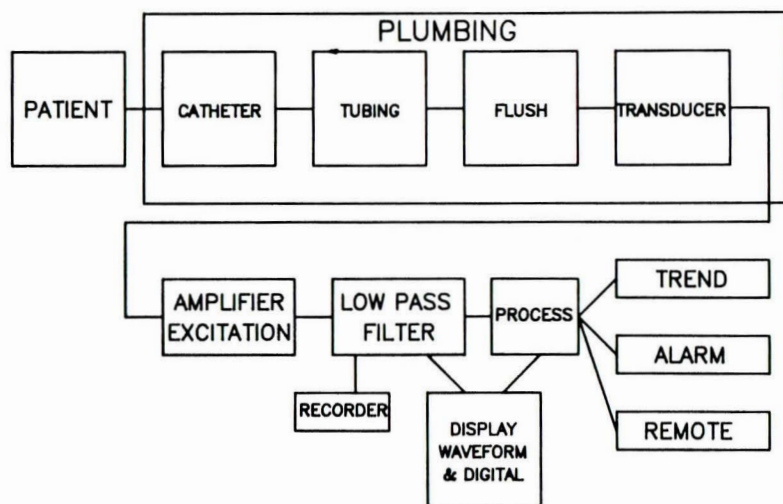 PLUMBING
PATIENT
CATHETER
TUBING
FLUSH
TRANSDUCER
AMPLIFIER
EXCITATION
LOW PASS
FILTER
PROCESS
TREND
ALARM
REMOTE
RECORDER
DISPLAY
WAVEFORM
& DIGITAL